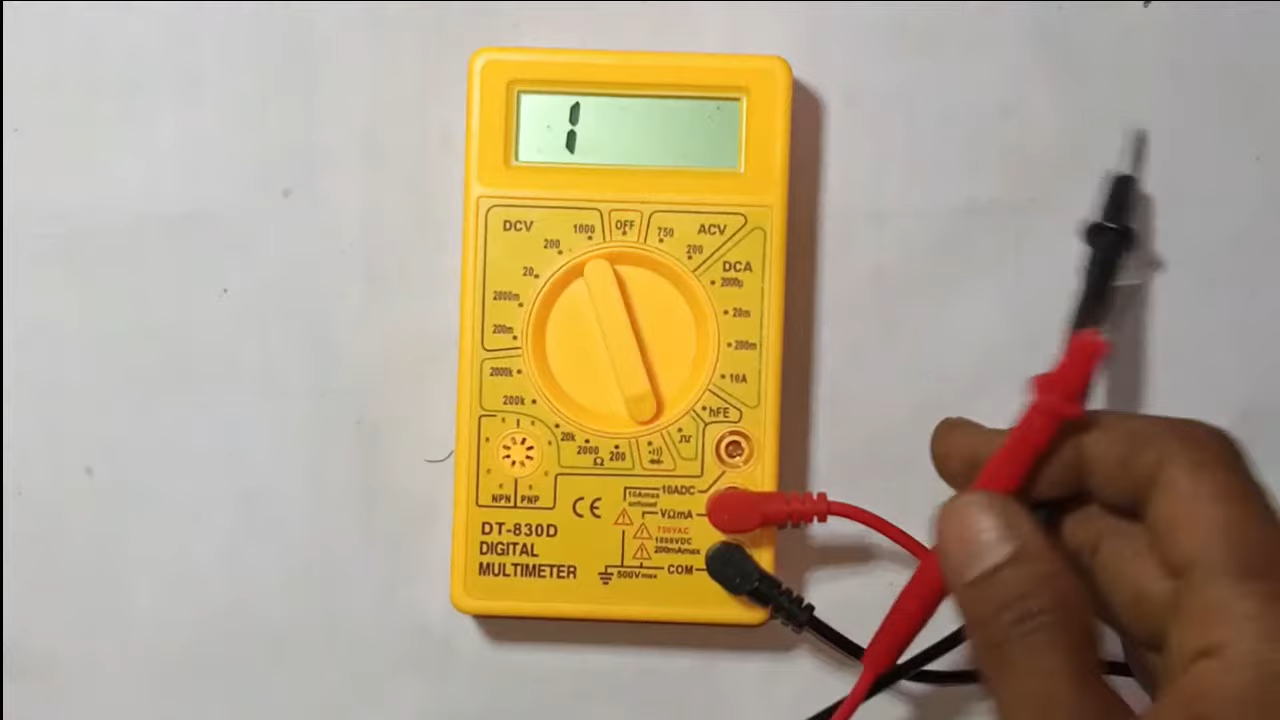 1
DCV
1000
OFF
750
ACV
200
200
DCA
20
2000µ
2000m
20m
200m
200m
2000k
10A
200k
hFE
20k
2000
200
Ω
NPN
PNP
CE
10Amax
unfused
10ADC
VΩmA
750VAC
1000VDC
200mAmax
500Vmax
COM
DT-830D
DIGITAL
MULTIMETER